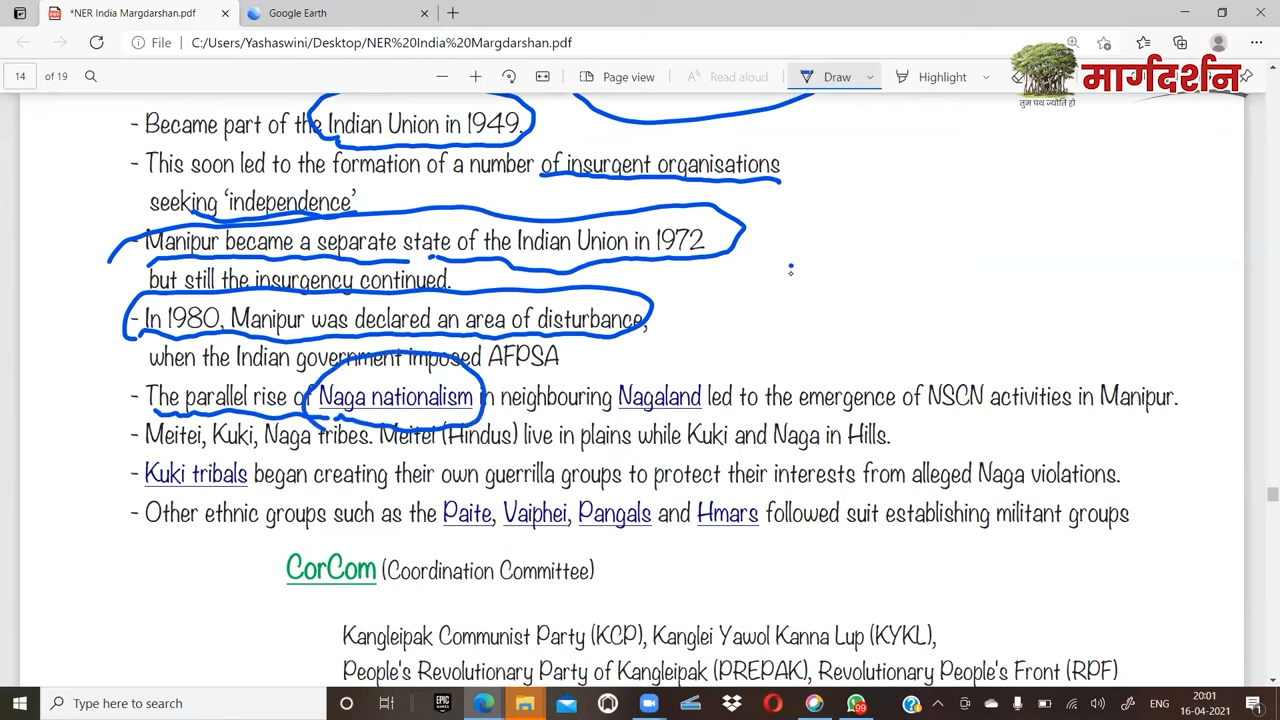 *NER India Margdarshan.pdf
Google Earth
File
C:/Users/Yashaswini/Desktop/NER%20India%20Margdarshan.pdf
14 of 19
Page view
Read aloud
Draw
Highlight
मार्गदर्शन
तुम पथ ज्योति हो
- Became part of the Indian Union in 1949.
- This soon led to the formation of a number of insurgent organisations
seeking ‘independence’
- Manipur became a separate state of the Indian Union in 1972
but still the insurgency continued.
- In 1980, Manipur was declared an area of disturbance,
when the Indian government imposed AFPSA
- The parallel rise of Naga nationalism in neighbouring Nagaland led to the emergence of NSCN activities in Manipur.
- Meitei, Kuki, Naga tribes. Meitei (Hindus) live in plains while Kuki and Naga in Hills.
- Kuki tribals began creating their own guerrilla groups to protect their interests from alleged Naga violations.
- Other ethnic groups such as the Paite, Vaiphei, Pangals and Hmars followed suit establishing militant groups
CorCom (Coordination Committee)
Kangleipak Communist Party (KCP), Kanglei Yawol Kanna Lup (KYKL),
People's Revolutionary Party of Kangleipak (PREPAK), Revolutionary People's Front (RPF)
Type here to search
EPIC
99
ENG
20:01
16-04-2021
1